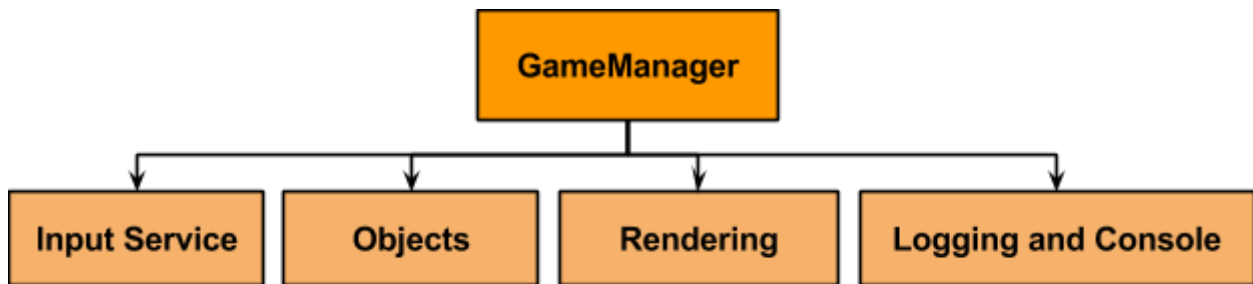 GameManager
Input Service
Objects
Rendering
Logging and Console